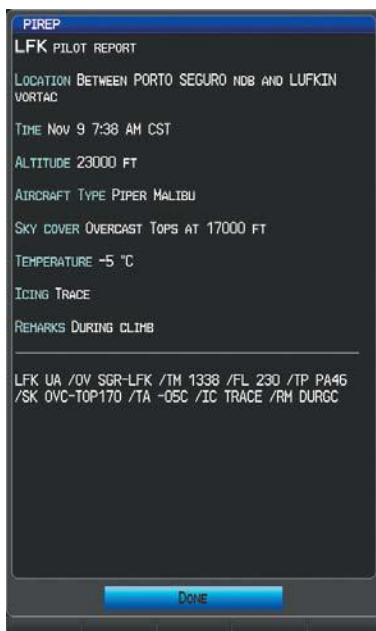 PIREP
LFK PILOT REPORT
LOCATION BETWEEN PORTO SEGURO NDB AND LUFKIN
VORTAC
TIME Nov 9 7:38 AM CST
ALTITUDE 23000 FT
AIRCRAFT TYPE PIPER MALIBU
SKY COVER OVERCAST TOPS AT 17000 FT
TEMPERATURE -5 °C
ICING TRACE
REMARKS DURING CLIMB
LFK UA /OV SGR-LFK /TM 1338 /FL 230 /TP PA46
/SK OVC-TOP170 /TA -05C /IC TRACE /RM DURGC
DONE